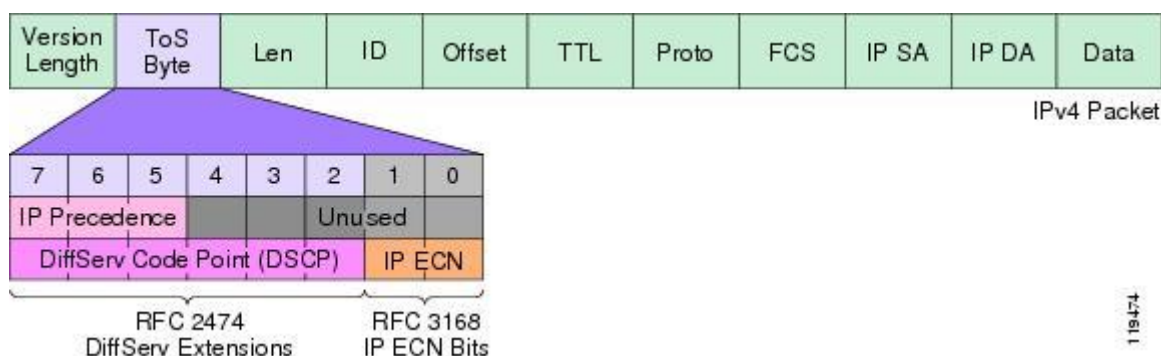 Version Length ToS Byte Len ID Offset TTL Proto FCS IP SA IP DA Data
IPv4 Packet
7 6 5 4 3 2 1 0
IP Precedence Unused
DiffServ Code Point (DSCP) IP ECN
RFC 2474 RFC 3168
DiffServ Extensions IP ECN Bits
119474